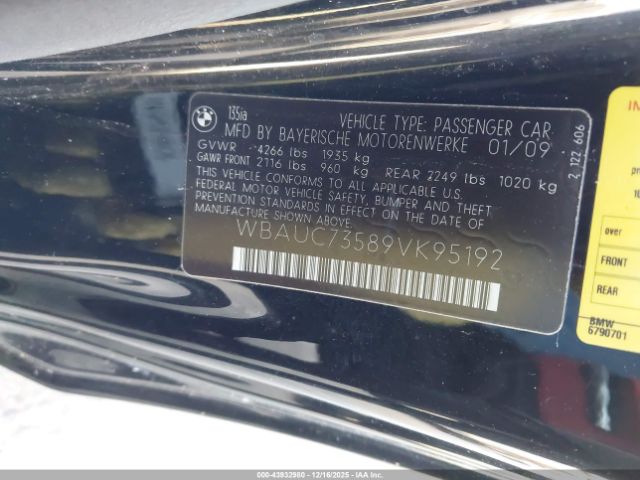 BMW
135ia
VEHICLE TYPE: PASSENGER CAR
MFD BY BAYERISCHE MOTORENWERKE 01/09
GVWR 4266 lbs 1935 kg
GAWR FRONT 2116 lbs 960 kg REAR 2249 lbs 1020 kg
THIS VEHICLE CONFORMS TO ALL APPLICABLE U.S.
FEDERAL MOTOR VEHICLE SAFETY, BUMPER AND THEFT
PREVENTION STANDARDS IN EFFECT ON THE DATE OF
MANUFACTURE SHOWN ABOVE.
WBAUC73589VK95192
2 122 606
over
FRONT
REAR
BMW
6790701
000-43932980 - 12/16/2025 - IAA, Inc.